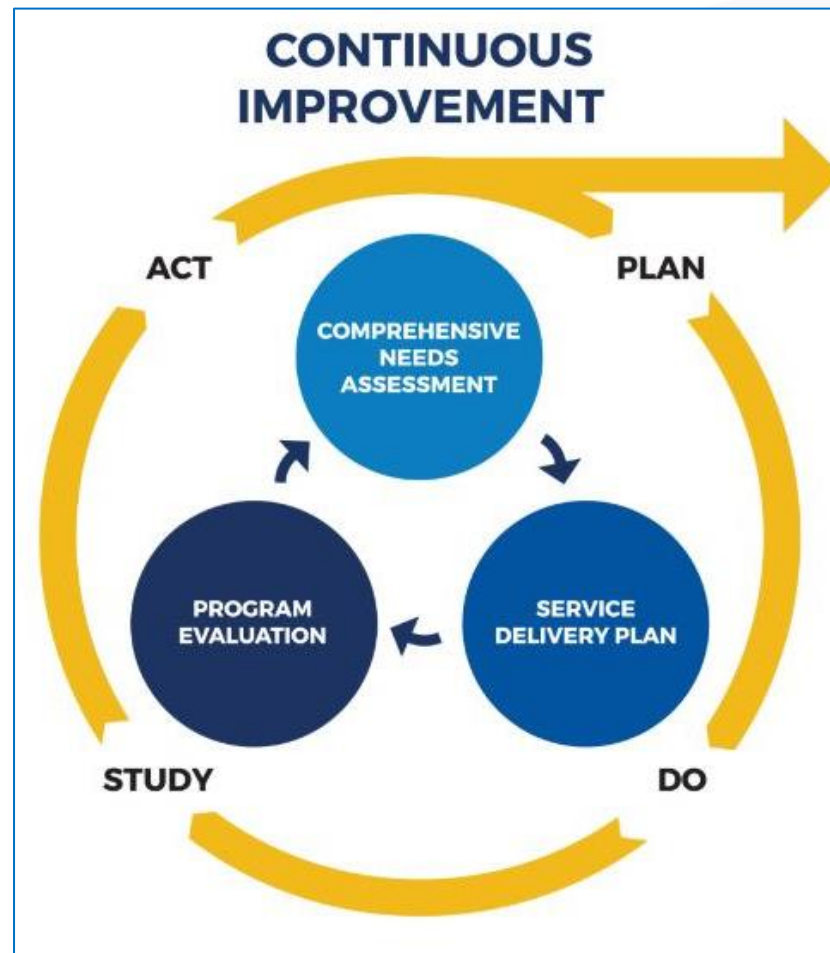 CONTINUOUS
IMPROVEMENT
ACT
PLAN
COMPREHENSIVE
NEEDS
ASSESSMENT
PROGRAM
EVALUATION
SERVICE
DELIVERY PLAN
STUDY
DO